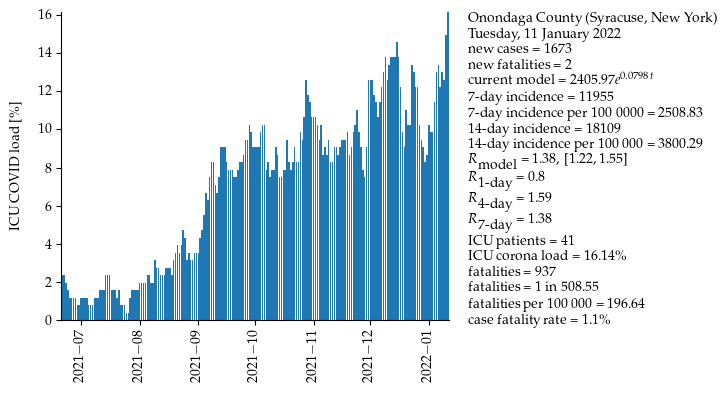 16
14
12
10
8
6
4
2
0
ICU COVID load [%]
2021−07
2021−08
2021−09
2021−10
2021−11
2021−12
2022−01
Onondaga County (Syracuse, New York)
Tuesday, 11 January 2022
new cases = 1673
new fatalities = 2
current model = 2405.97e^0.0798 t
7-day incidence = 11955
7-day incidence per 100 0000 = 2508.83
14-day incidence = 18109
14-day incidence per 100 000 = 3800.29
R_model = 1.38, [1.22, 1.55]
R_1-day = 0.8
R_4-day = 1.59
R_7-day = 1.38
ICU patients = 41
ICU corona load = 16.14%
fatalities = 937
fatalities = 1 in 508.55
fatalities per 100 000 = 196.64
case fatality rate = 1.1%